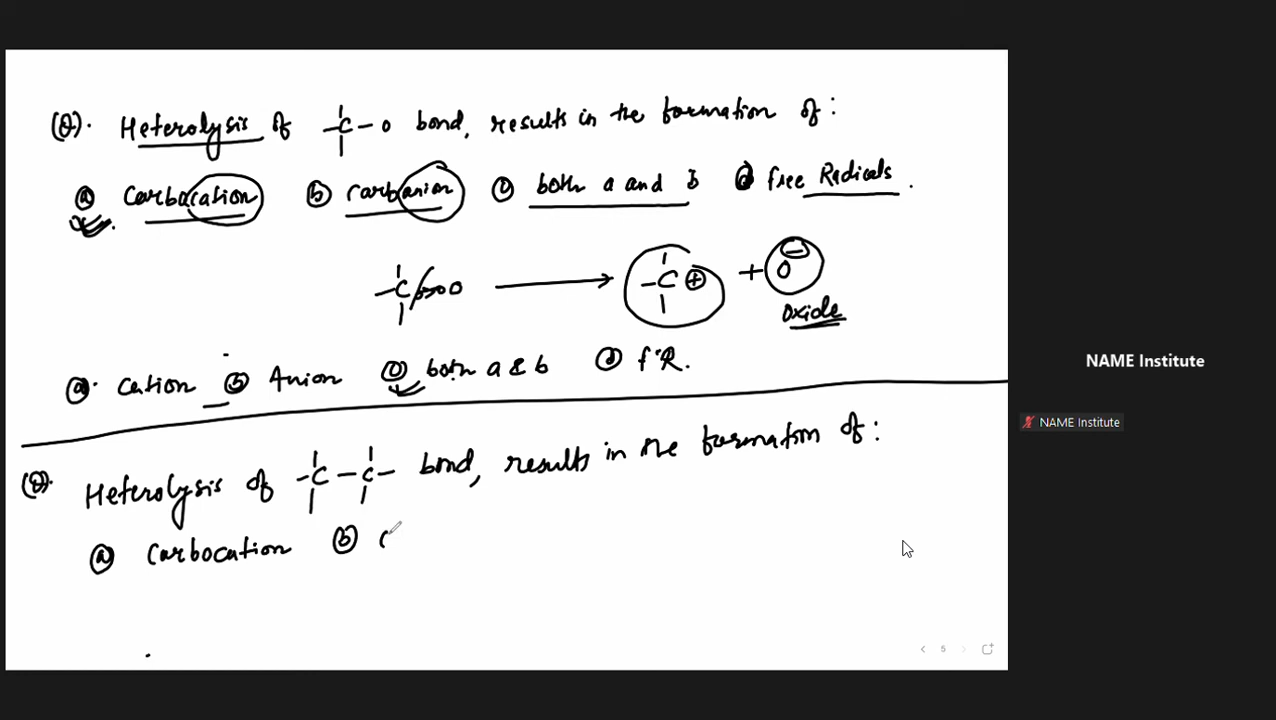 (Q). Heterolysis of -C-O bond, results in the formation of :
(a) Carbocation (b) carbanion (c) both a and b (d) free Radicals.
-C-O → -C⊕ + O⊖
Oxide
(a). Cation (b) Anion (c) both a & b (d) f.R.
(Q). Heterolysis of -C-C- bond, results in the formation of :
(a) Carbocation (b) C
NAME Institute
NAME Institute
5